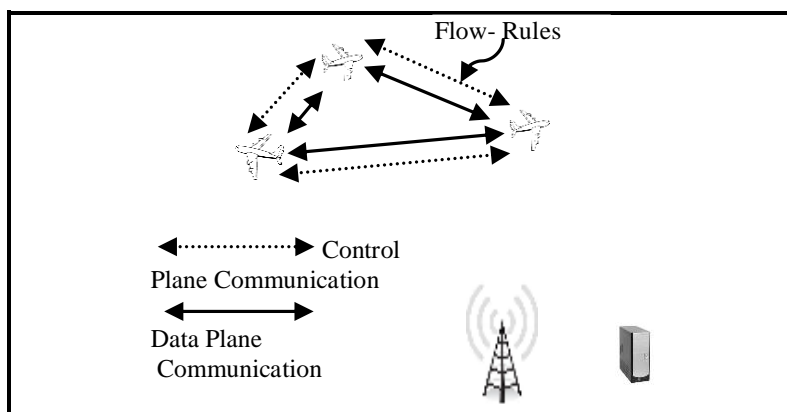 Flow- Rules
Control
Plane Communication
Data Plane
Communication